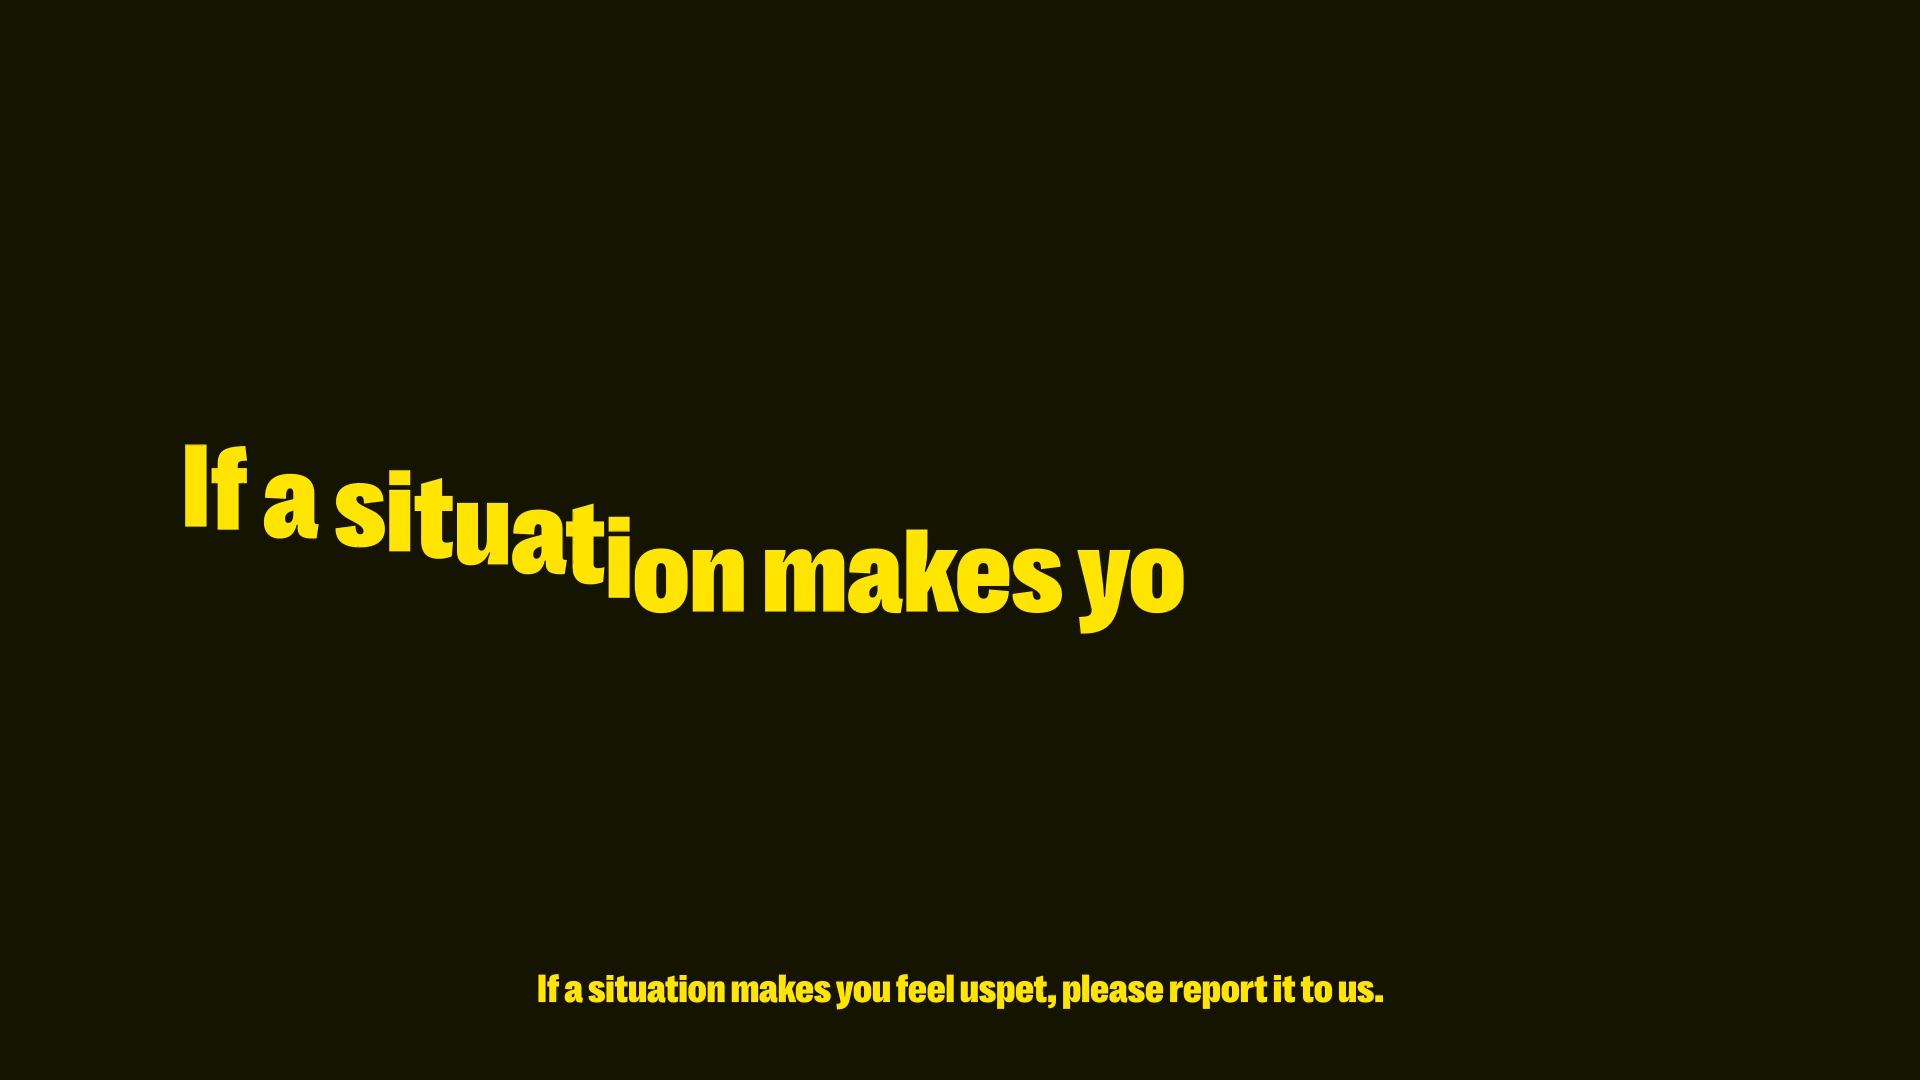 If a situation makes yo
If a situation makes you feel uspet, please report it to us.